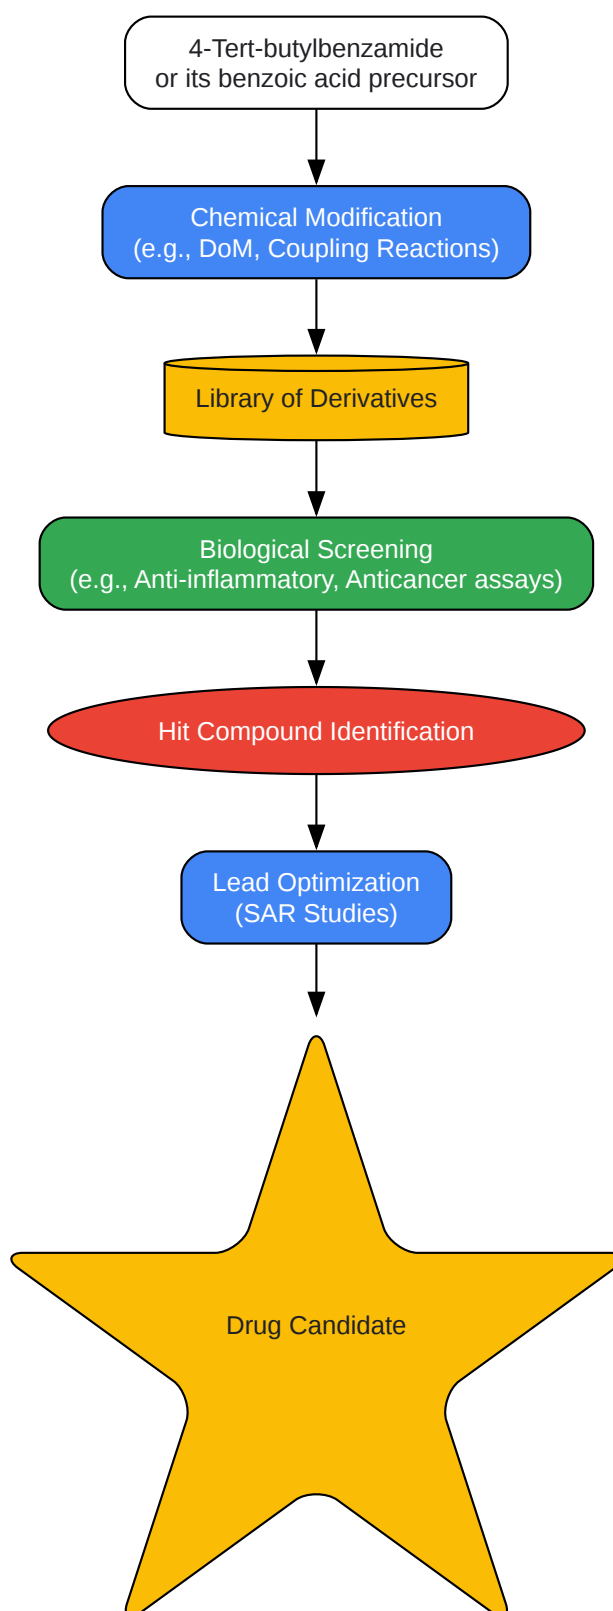 4-Tert-butylbenzamide
or its benzoic acid precursor
Chemical Modification
(e.g., DoM, Coupling Reactions)
Library of Derivatives
Biological Screening
(e.g., Anti-inflammatory, Anticancer assays)
Hit Compound Identification
Lead Optimization
(SAR Studies)
Drug Candidate